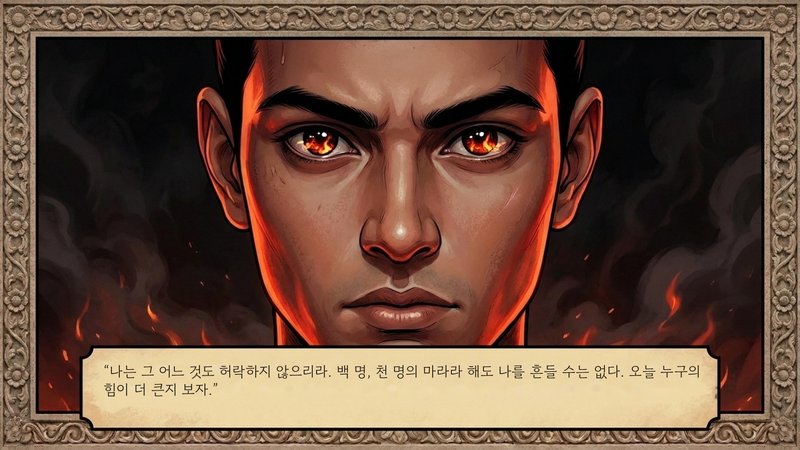 “나는 그 어느 것도 허락하지 않으리라. 백 명, 천 명의 마라라 해도 나를 흔들 수는 없다. 오늘 누구의
힘이 더 큰지 보자.”